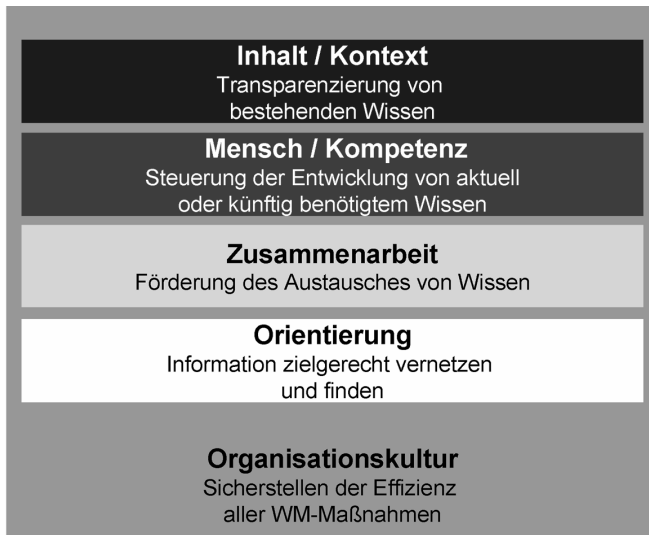 Inhalt / Kontext
Transparenzierung von
bestehenden Wissen
Mensch / Kompetenz
Steuerung der Entwicklung von aktuell
oder künftig benötigtem Wissen
Zusammenarbeit
Förderung des Austausches von Wissen
Orientierung
Information zielgerecht vernetzen
und finden
Organisationskultur
Sicherstellen der Effizienz
aller WM-Maßnahmen